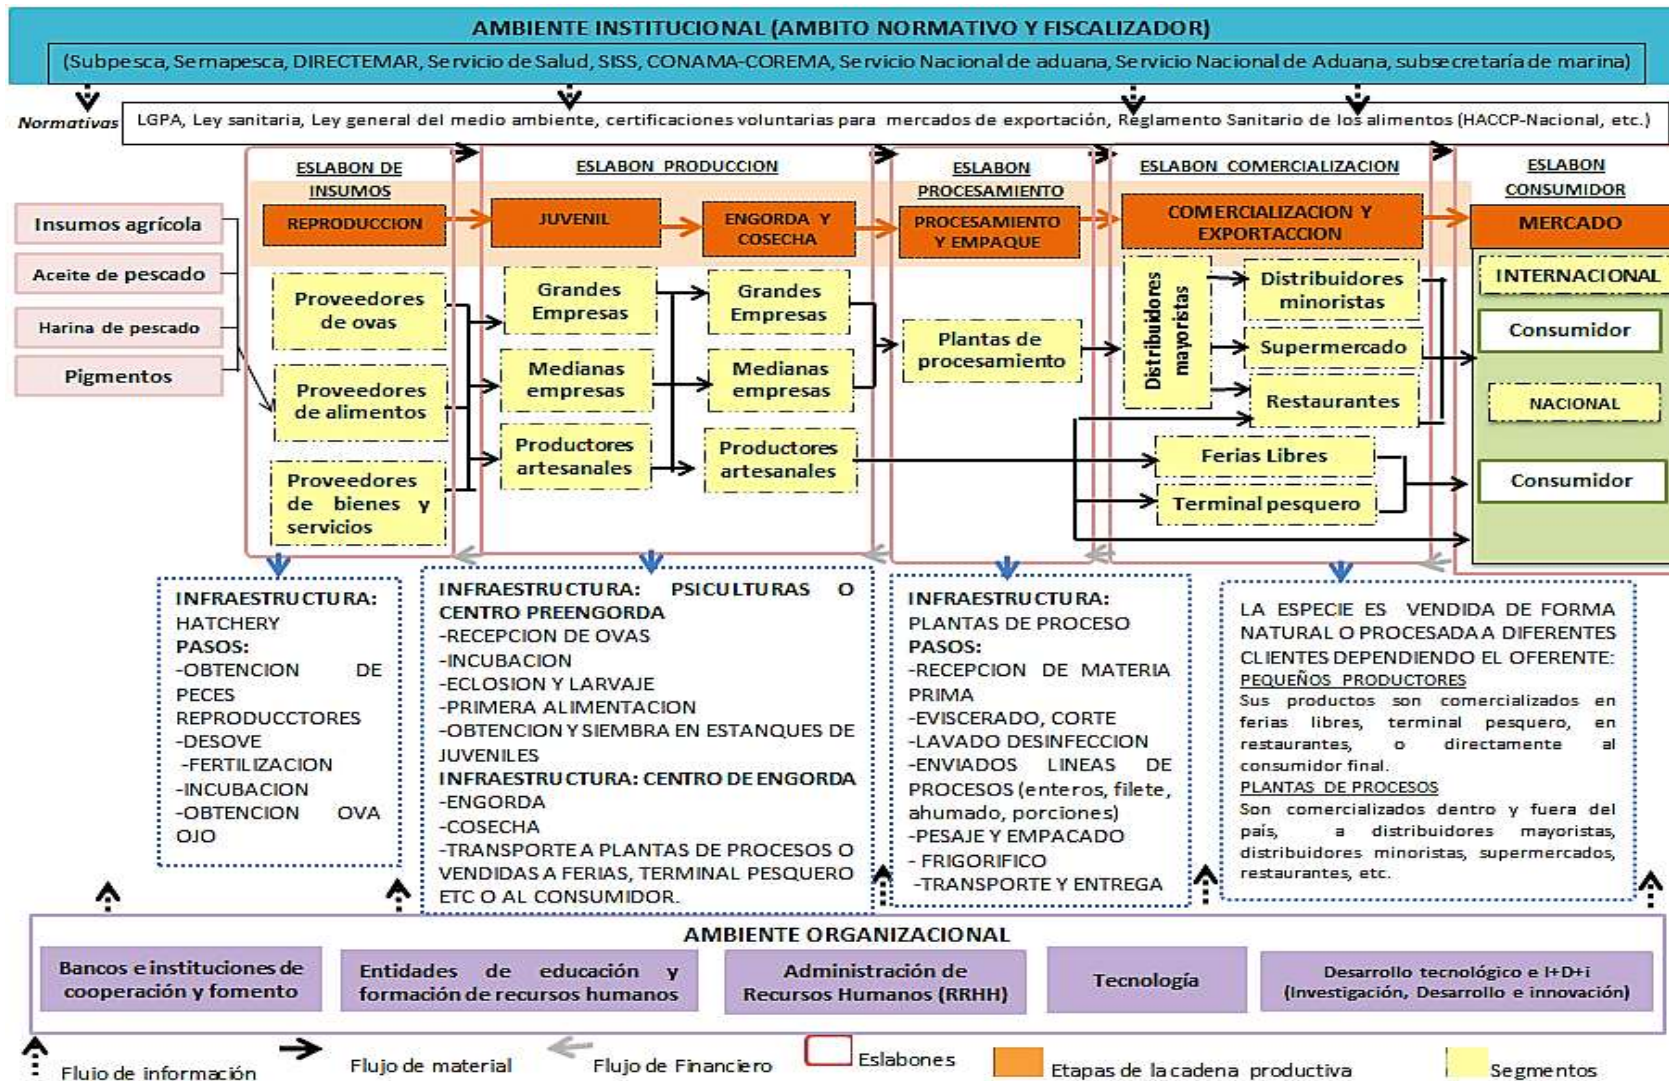 AMBIENTE INSTITUCIONAL (AMBITO NORMATIVO Y FISCALIZADOR)
(Subpesca, Sernapesca, DIRECTEMAR, Servicio de Salud, SISS, CONAMA-COREMA, Servicio Nacional de aduana, Servicio Nacional de Aduana, subsecretaría de marina)
Normativas
LGPA, Ley sanitaria, Ley general del medio ambiente, certificaciones voluntarias para mercados de exportación, Reglamento Sanitario de los alimentos (HACCP-Nacional, etc.)
ESLABON DE
INSUMOS
ESLABON PRODUCCION
ESLABON
PROCESAMIENTO
ESLABON COMERCIALIZACION
ESLABON
CONSUMIDOR
REPRODUCCION
JUVENIL
ENGORDA Y
COSECHA
PROCESAMIENTO
Y EMPAQUE
COMERCIALIZACION Y
EXPORTACCION
MERCADO
Insumos agrícola
Aceite de pescado
Harina de pescado
Pigmentos
Proveedores
de ovas
Proveedores
de alimentos
Proveedores
de bienes y
servicios
Grandes
Empresas
Medianas
empresas
Productores
artesanales
Grandes
Empresas
Medianas
empresas
Productores
artesanales
Plantas de
procesamiento
Distribuidores
mayoristas
Distribuidores
minoristas
Supermercado
Restaurantes
Ferias Libres
Terminal pesquero
INTERNACIONAL
Consumidor
NACIONAL
Consumidor
INFRAESTRUCTURA:
HATCHERY
PASOS:
-OBTENCION DE
PECES
REPRODUCCTORES
-DESOVE
-FERTILIZACION
-INCUBACION
-OBTENCION OVA
OJO
INFRAESTRUCTURA: PSICULTURAS O
CENTRO PREENGORDA
-RECEPCION DE OVAS
-INCUBACION
-ECLOSION Y LARVAJE
-PRIMERA ALIMENTACION
-OBTENCION Y SIEMBRA EN ESTANQUES DE
JUVENILES
INFRAESTRUCTURA: CENTRO DE ENGORDA
-ENGORDA
-COSECHA
-TRANSPORTE A PLANTAS DE PROCESOS O
VENDIDAS A FERIAS, TERMINAL PESQUERO
ETC O AL CONSUMIDOR.
INFRAESTRUCTURA:
PLANTAS DE PROCESO
PASOS:
-RECEPCION DE MATERIA
PRIMA
-EVISCERADO, CORTE
-LAVADO DESINFECCION
-ENVIADOS LINEAS DE
PROCESOS (enteros, filete,
ahumado, porciones)
-PESAJE Y EMPACADO
- FRIGORIFICO
-TRANSPORTE Y ENTREGA
LA ESPECIE ES VENDIDA DE FORMA
NATURAL O PROCESADA A DIFERENTES
CLIENTES DEPENDIENDO EL OFERENTE:
PEQUEÑOS PRODUCTORES
Sus productos son comercializados en
ferias libres, terminal pesquero, en
restaurantes, o directamente al
consumidor final.
PLANTAS DE PROCESOS
Son comercializados dentro y fuera del
país, a distribuidores mayoristas,
distribuidores minoristas, supermercados,
restaurantes, etc.
AMBIENTE ORGANIZACIONAL
Bancos e instituciones de
cooperación y fomento
Entidades de educación y
formación de recursos humanos
Administración de
Recursos Humanos (RRHH)
Tecnología
Desarrollo tecnológico e I+D+i
(Investigación, Desarrollo e innovación)
Flujo de información
Flujo de material
Flujo de Financiero
Eslabones
Etapas de la cadena productiva
Segmentos